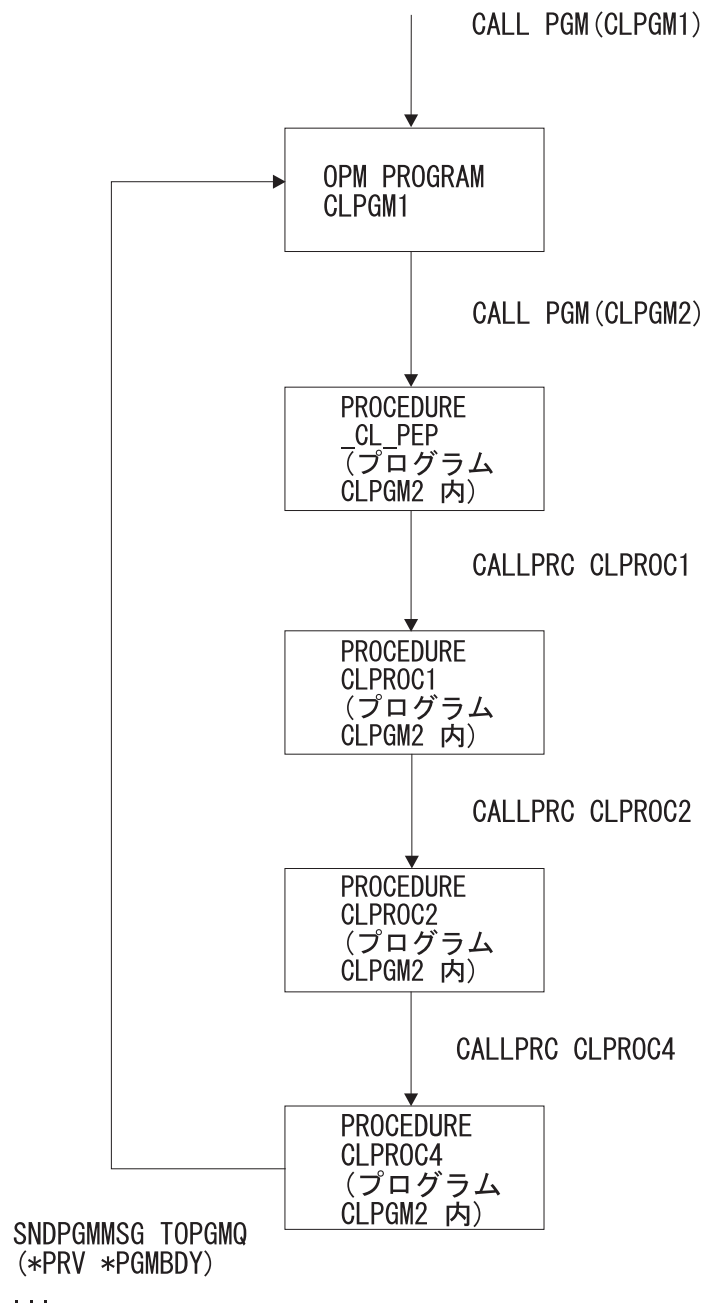 CALL PGM(CLPGM1)
OPM PROGRAM
CLPGM1
CALL PGM(CLPGM2)
PROCEDURE
_CL_PEP
(プログラム
CLPGM2 内)
CALLPRC CLPROC1
PROCEDURE
CLPROC1
(プログラム
CLPGM2 内)
CALLPRC CLPROC2
PROCEDURE
CLPROC2
(プログラム
CLPGM2 内)
CALLPRC CLPROC4
PROCEDURE
CLPROC4
(プログラム
CLPGM2 内)
SNDPGMMSG TOPGMQ
(*PRV *PGMBDY)
...